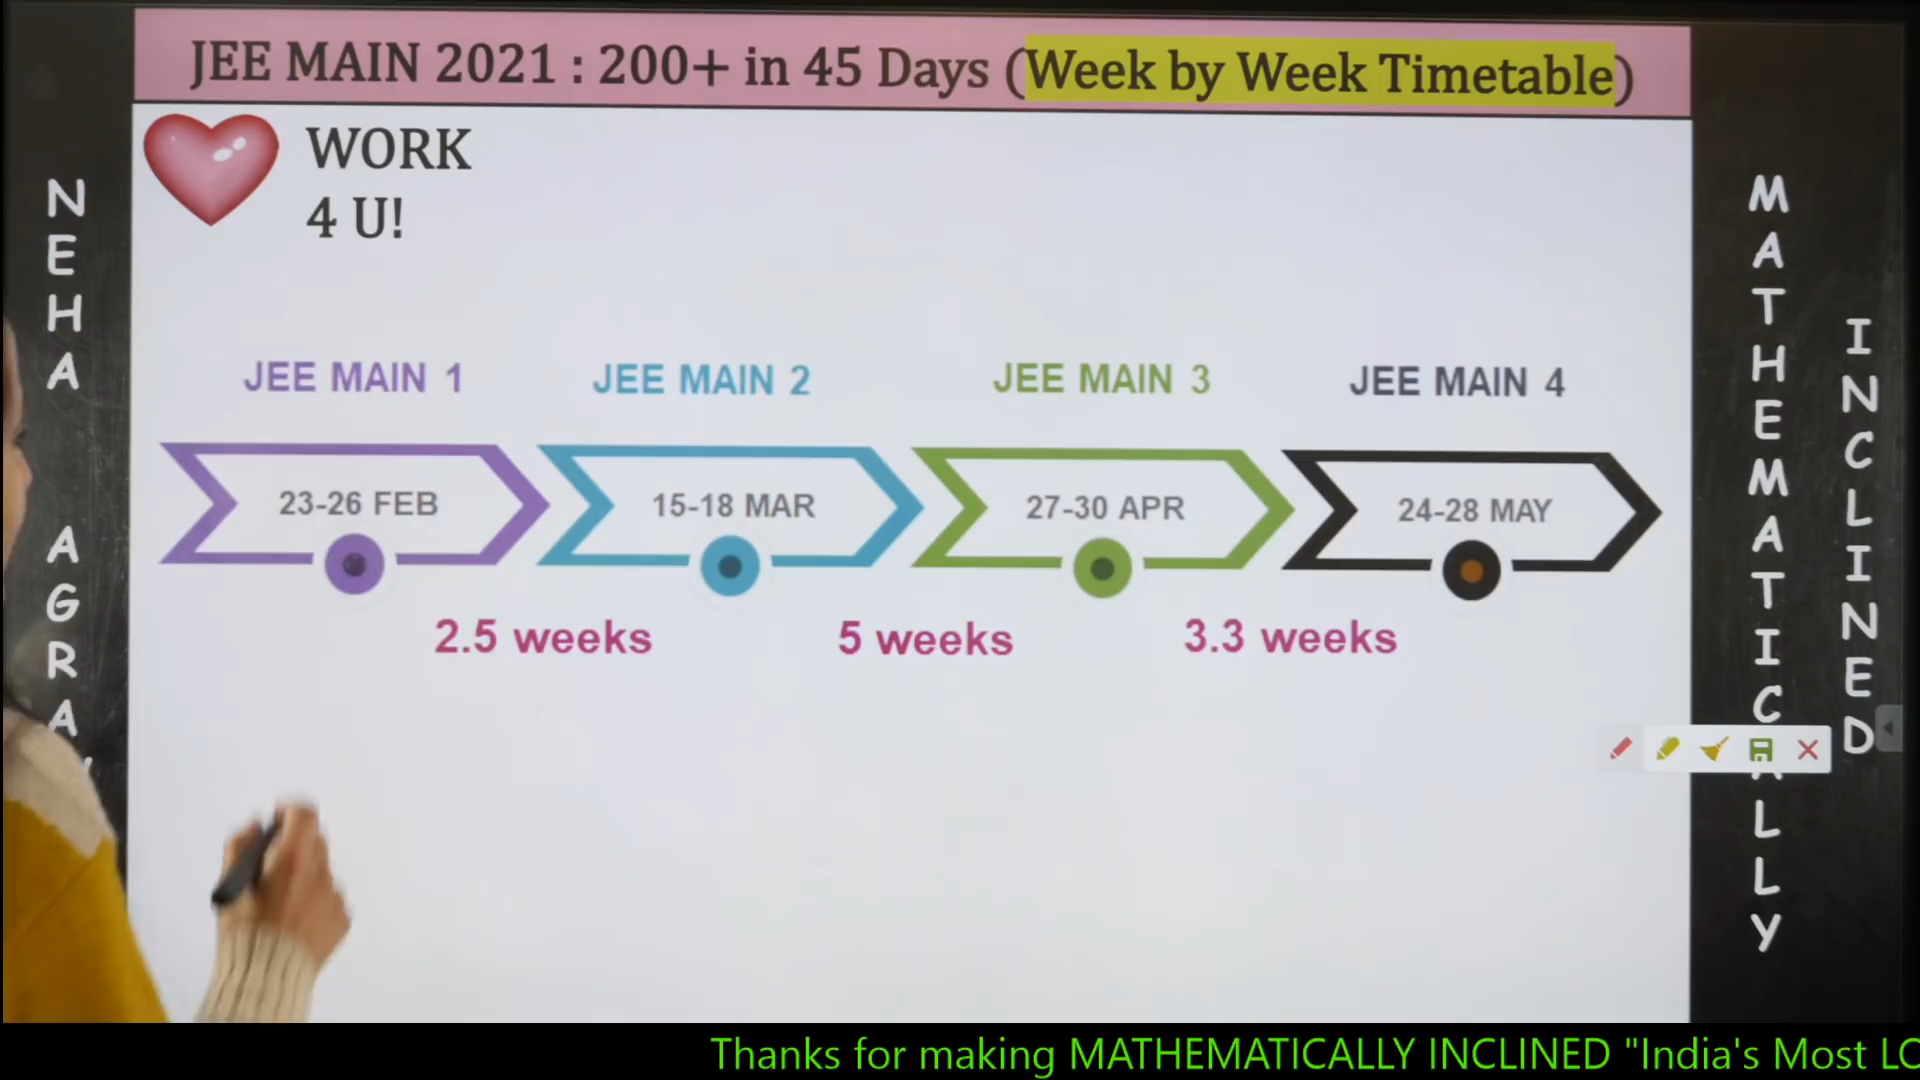 JEE MAIN 2021 : 200+ in 45 Days (Week by Week Timetable)
WORK
4 U!
NEHA AGRA
JEE MAIN 1
JEE MAIN 2
JEE MAIN 3
JEE MAIN 4
23-26 FEB
15-18 MAR
27-30 APR
24-28 MAY
2.5 weeks
5 weeks
3.3 weeks
MATHEMATICALLY
INCLINED
Thanks for making MATHEMATICALLY INCLINED "India's Most LO